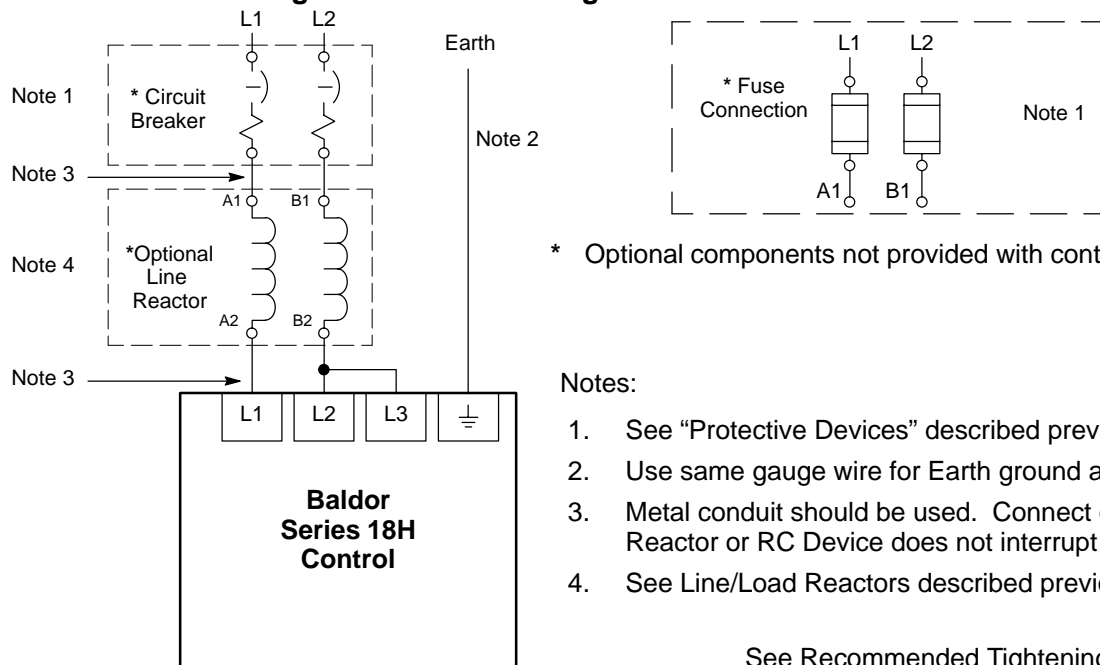 L1 L2
Earth
Note 1
* Circuit
Breaker
Note 2
Note 3
A1 B1
Note 4
*Optional
Line
Reactor
A2 B2
Note 3
L1 L2 L3
Baldor
Series 18H
Control
L1 L2
* Fuse
Connection
Note 1
A1 B1
* Optional components not provided with cont
Notes:
1. See “Protective Devices” described prev
2. Use same gauge wire for Earth ground a
3. Metal conduit should be used. Connect
Reactor or RC Device does not interrupt
4. See Line/Load Reactors described previ
See Recommended Tightening